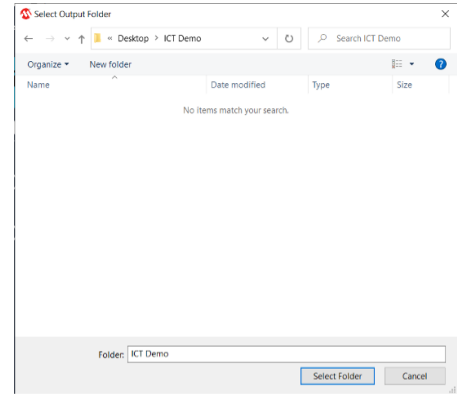 Select Output Folder
« Desktop > ICT Demo
Search ICT Demo
Organize
New folder
Name
Date modified
Type
Size
No items match your search.
Folder: ICT Demo
Select Folder
Cancel